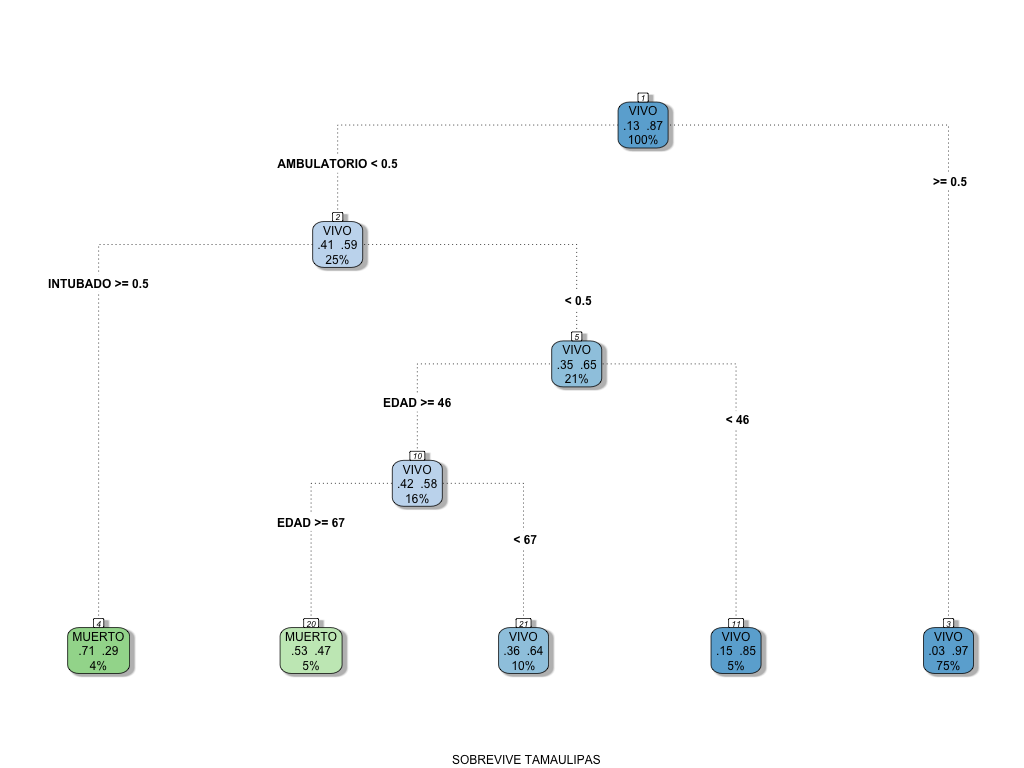 1
VIVO
.13 .87
100%
AMBULATORIO < 0.5
>= 0.5
2
VIVO
.41 .59
25%
INTUBADO >= 0.5
< 0.5
5
VIVO
.35 .65
21%
EDAD >= 46
< 46
10
VIVO
.42 .58
16%
EDAD >= 67
< 67
4
MUERTO
.71 .29
4%
20
MUERTO
.53 .47
5%
21
VIVO
.36 .64
10%
11
VIVO
.15 .85
5%
3
VIVO
.03 .97
75%
SOBREVIVE TAMAULIPAS